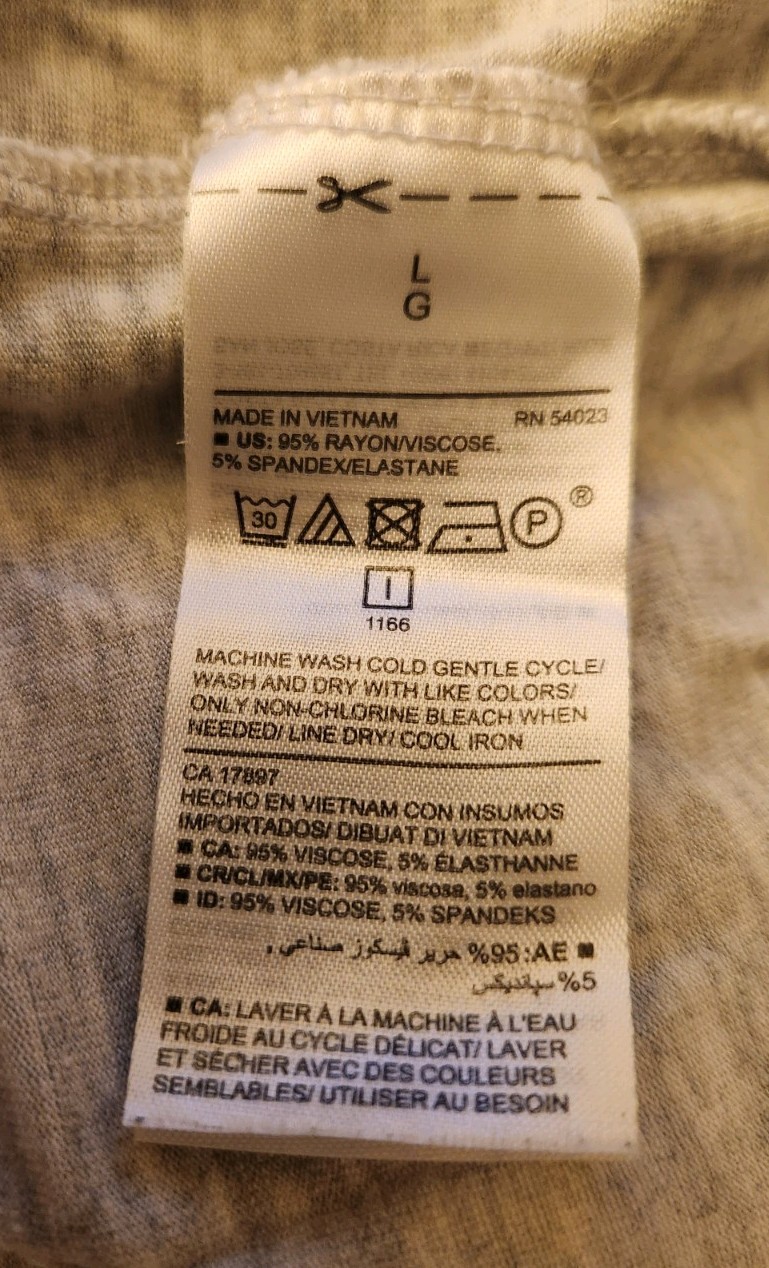 L
G
MADE IN VIETNAM RN 54023
■ US: 95% RAYON/VISCOSE,
5% SPANDEX/ELASTANE
30 P ®
I
1166
MACHINE WASH COLD GENTLE CYCLE/
WASH AND DRY WITH LIKE COLORS/
ONLY NON-CHLORINE BLEACH WHEN
NEEDED/ LINE DRY/ COOL IRON
CA 17897
HECHO EN VIETNAM CON INSUMOS
IMPORTADOS/ DIBUAT DI VIETNAM
■ CA: 95% VISCOSE, 5% ÉLASTHANNE
■ CR/CL/MX/PE: 95% viscosa, 5% elastano
■ ID: 95% VISCOSE, 5% SPANDEKS
■ AE: 95% حرير ڤيسكوز صناعي ,
5% سپانديكس
■ CA: LAVER À LA MACHINE À L'EAU
FROIDE AU CYCLE DÉLICAT/ LAVER
ET SÉCHER AVEC DES COULEURS
SEMBLABLES/ UTILISER AU BESOIN